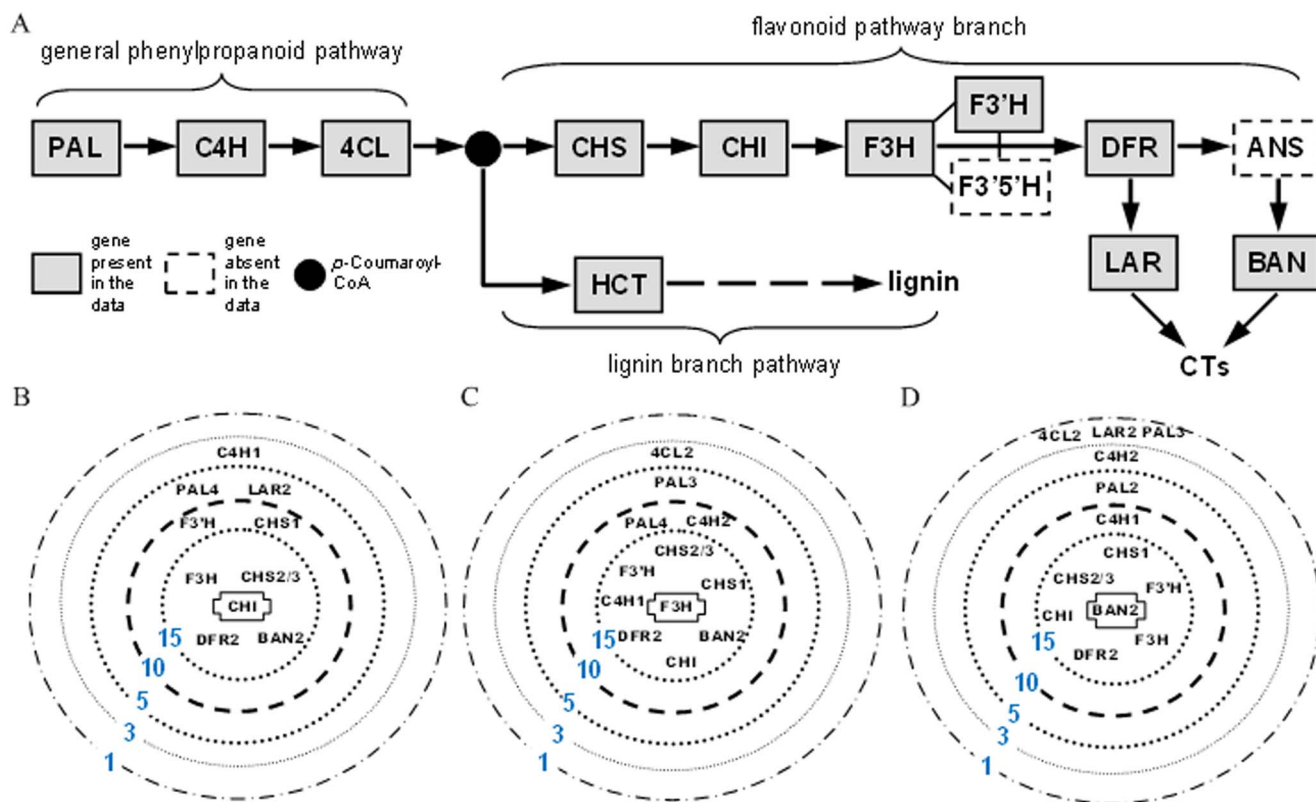 A
general phenylpropanoid pathway
flavonoid pathway branch
PAL
C4H
4CL
CHS
CHI
F3H
F3'H
F3'5'H
DFR
ANS
LAR
BAN
CTs
HCT
lignin
lignin branch pathway
gene
present
in the
data
gene
absent
in the
data
p-Coumaroyl-
CoA
B
C4H1
PAL4 LAR2
F3'H CHS1
F3H CHS2/3
CHI
DFR2 BAN2
15
10
5
3
1
C
4CL2
PAL3
PAL4 C4H2
CHS2/3
F3'H CHS1
C4H1 F3H
DFR2 BAN2
CHI
15
10
5
3
1
D
4CL2 LAR2 PAL3
C4H2
PAL2
C4H1
CHS1
CHS2/3 F3'H
CHI BAN2
F3H
DFR2
15
10
5
3
1